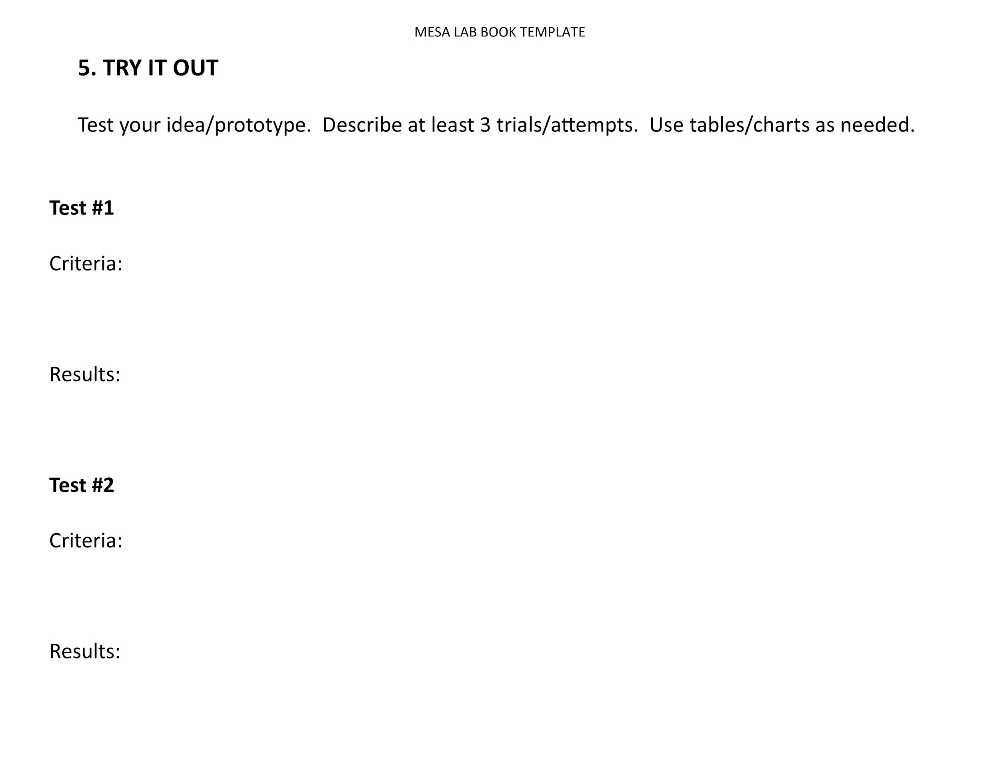 MESA LAB BOOK TEMPLATE
5. TRY IT OUT
Test your idea/prototype.  Describe at least 3 trials/attempts.  Use tables/charts as needed.
Test #1
Criteria:
Results:
Test #2
Criteria:
Results: